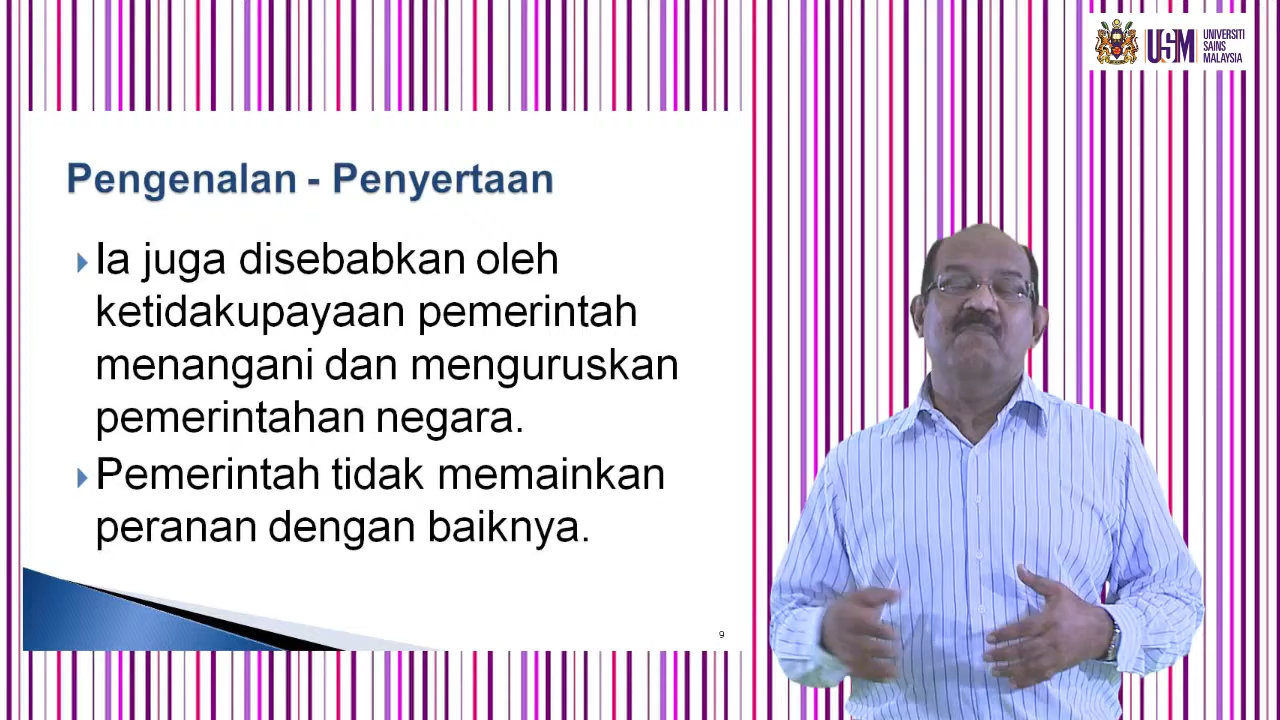 USM
UNIVERSITI
SAINS
MALAYSIA
Pengenalan - Penyertaan
Ia juga disebabkan oleh
ketidakupayaan pemerintah
menangani dan menguruskan
pemerintahan negara.
Pemerintah tidak memainkan
peranan dengan baiknya.
9